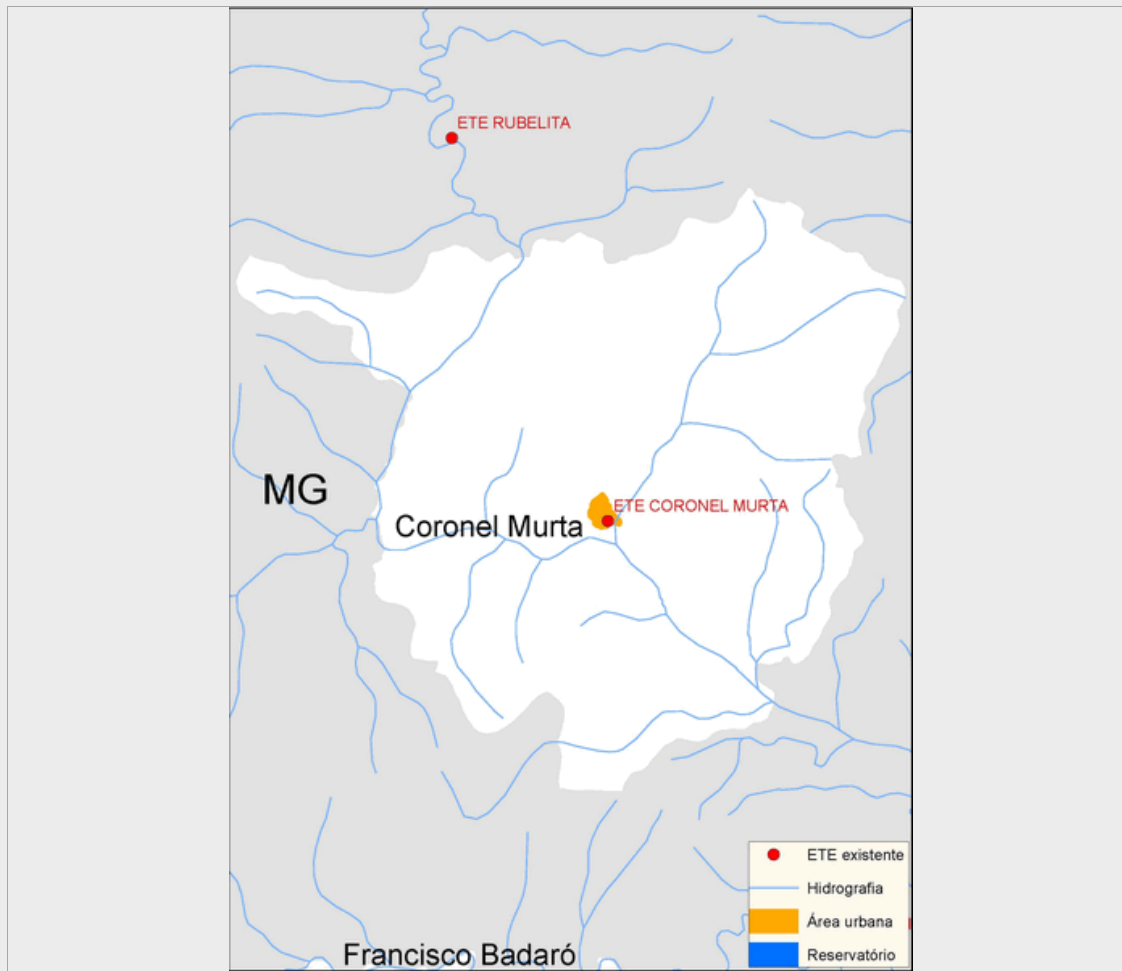 ETE RUBELITA
MG
ETE CORONEL MURTA
Coronel Murta
ETE existente
Hidrografia
Área urbana
Reservatório
Francisco Badaró